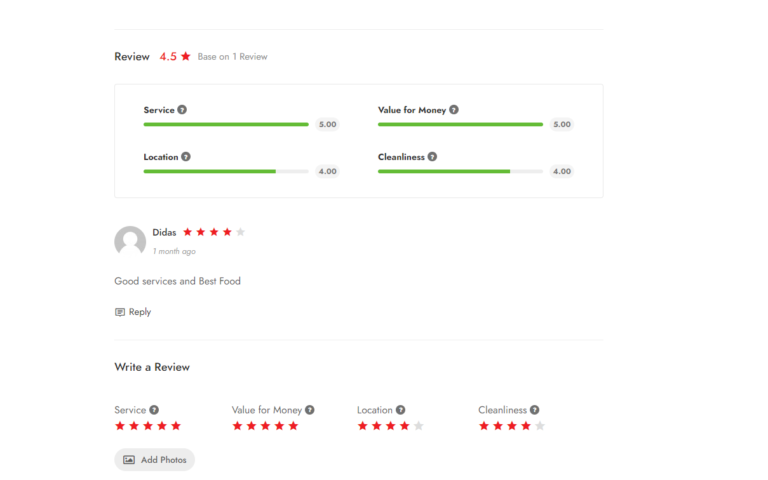 Review 4.5 Base on 1 Review
Service ? Value for Money ?
5.00 5.00
Location ? Cleanliness ?
4.00 4.00
Didas
1 month ago
Good services and Best Food
Reply
Write a Review
Service ? Value for Money ? Location ? Cleanliness ?
Add Photos